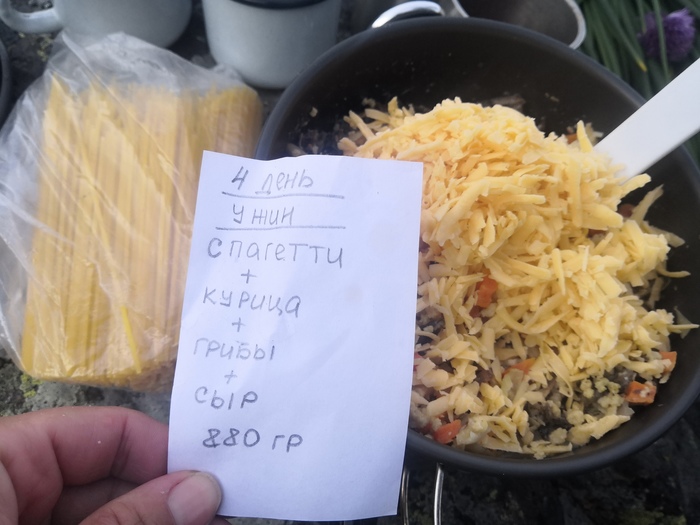 4 день
ужин
спагетти
+
курица
+
грибы
+
сыр
880 гр